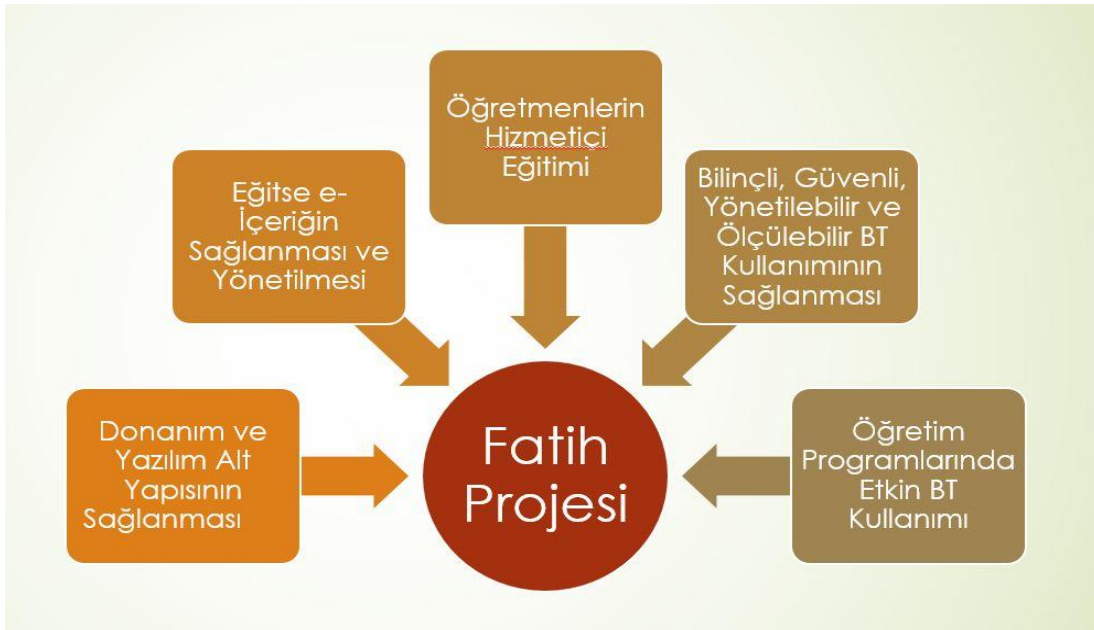 Öğretmenlerin
Hizmetiçi
Eğitimi
Eğitse e-
İçeriğin
Sağlanması ve
Yönetilmesi
Bilinçli, Güvenli,
Yönetilebilir ve
Ölçülebilir BT
Kullanımının
Sağlanması
Donanım ve
Yazılım Alt
Yapısının
Sağlanması
Fatih
Projesi
Öğretim
Programlarında
Etkin BT
Kullanımı